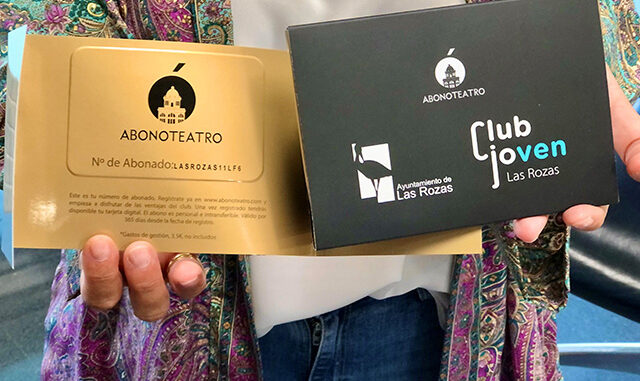 ABONOTEATRO
Nº de Abonado:LASROZAS11LF6
Este es tu número de abonado. Regístrate ya en www.abonoteatro.com y
empieza a disfrutar de las ventajas del club. Una vez registrado tendrás
disponible tu tarjeta digital. El abono es personal e intransferible. Válido por
365 días desde la fecha de registro.
*Gastos de gestión, 3,5€, no incluidos
ABONOTEATRO
Club
joven
Las Rozas
Ayuntamiento de
Las Rozas